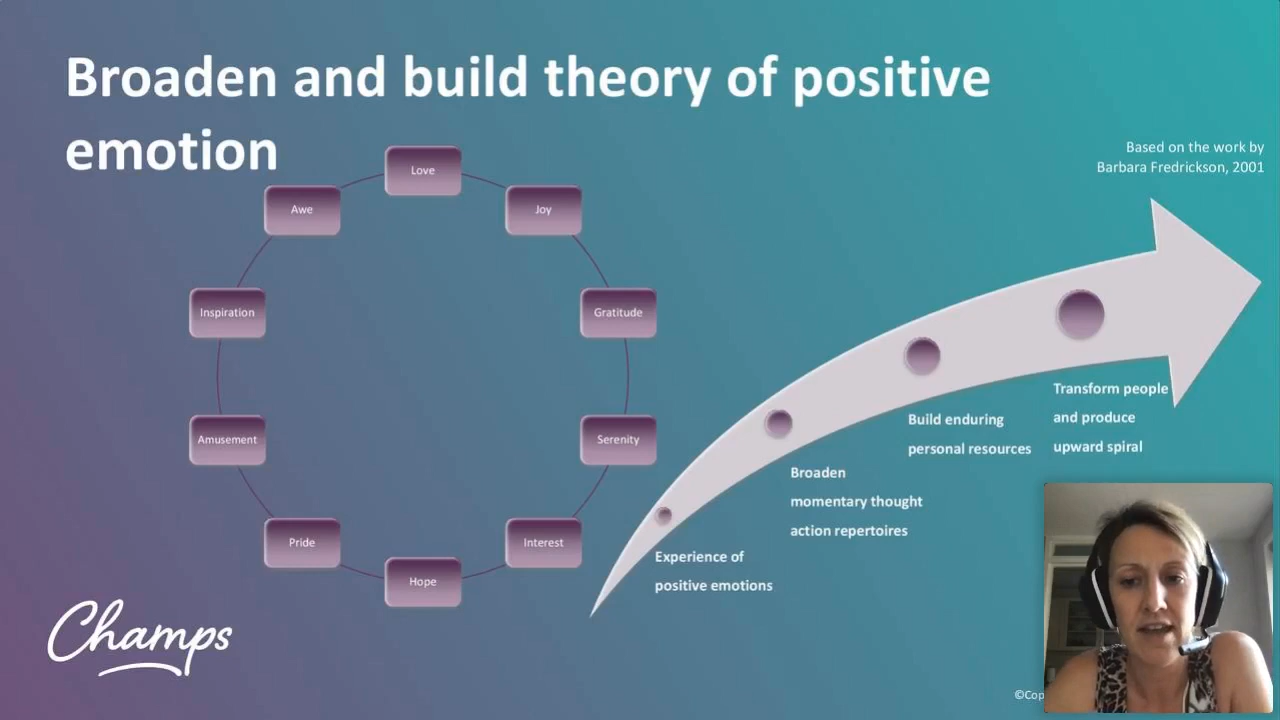 Broaden and build theory of positive
emotion
Based on the work by
Barbara Fredrickson, 2001
Love
Joy
Gratitude
Serenity
Interest
Hope
Pride
Amusement
Inspiration
Awe
Experience of
positive emotions
Broaden
momentary thought
action repertoires
Build enduring
personal resources
Transform people
and produce
upward spiral
Champs